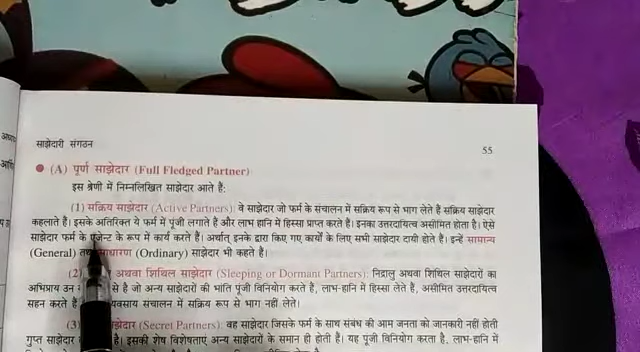 साझेदारी संगठन
55
(A) पूर्ण साझेदार (Full Fledged Partner)
इस श्रेणी में निम्नलिखित साझेदार आते हैं:
(1) सक्रिय साझेदार (Active Partners): वे साझेदार जो फर्म के संचालन में सक्रिय रूप से भाग लेते हैं सक्रिय साझेदार
कहलाते हैं। इसके अतिरिक्त ये फर्म में पूंजी लगाते हैं और लाभ हानि में हिस्सा प्राप्त करते हैं। इनका उत्तरदायित्व असीमित होता है। ऐसे
साझेदार फर्म के एजेन्ट के रूप में कार्य करते हैं। अर्थात् इनके द्वारा किए गए कार्यों के लिए सभी साझेदार दायी होते हैं। इन्हें सामान्य
(General) साधारण (Ordinary) साझेदार भी कहते हैं।
(2) अथवा शिथिल साझेदार (Sleeping or Dormant Partners): निद्रालु अथवा शिथिल साझेदारों का
अभिप्राय उन से है जो अन्य साझेदारों की भांति पूंजी विनियोग करते हैं, लाभ-हानि में हिस्सा लेते हैं, असीमित उत्तरदायित्व
सहन करते हैं व्यवसाय संचालन में सक्रिय रूप से भाग नहीं लेते।
(3) साझेदार (Secret Partners): वह साझेदार जिसके फर्म के साथ संबंध की आम जनता को जानकारी नहीं होती
गुप्त साझेदार है। इसकी शेष विशेषताएं अन्य साझेदारों के समान ही होती हैं। यह पूंजी विनियोग करता है, लाभ-हानि में